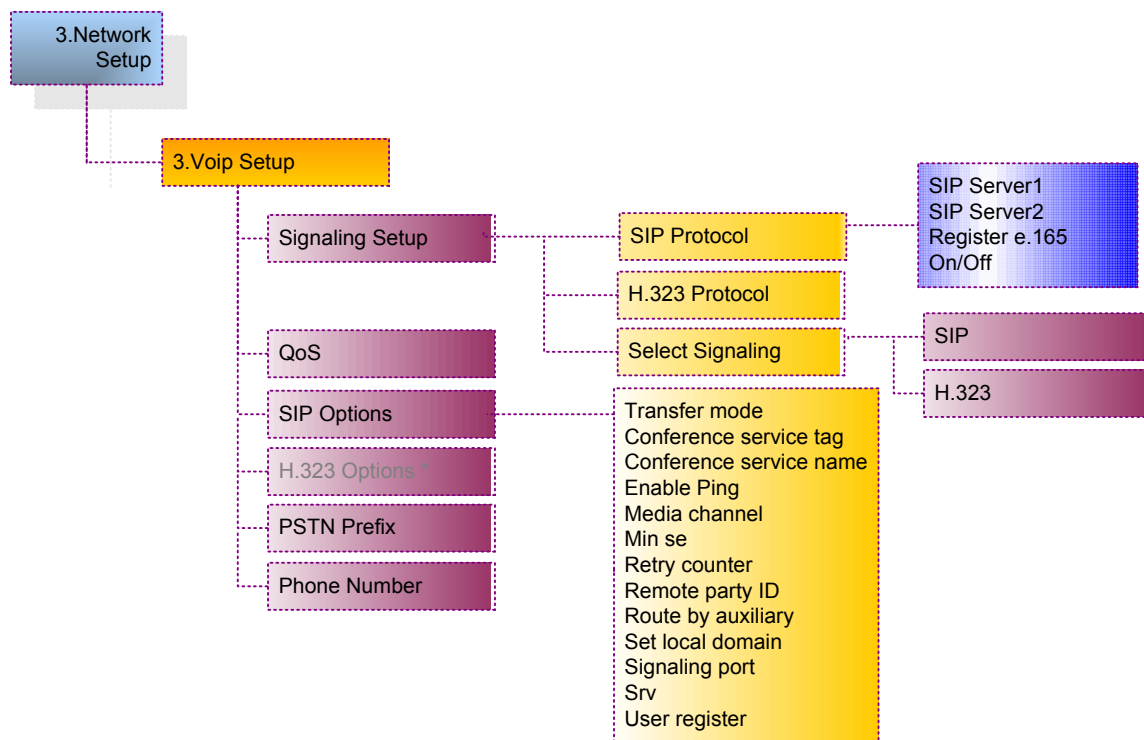 3.Network
Setup
3.Voip Setup
Signaling Setup
QoS
SIP Options
H.323 Options *
PSTN Prefix
Phone Number
SIP Protocol
H.323 Protocol
Select Signaling
Transfer mode
Conference service tag
Conference service name
Enable Ping
Media channel
Min se
Retry counter
Remote party ID
Route by auxiliary
Set local domain
Signaling port
Srv
User register
SIP Server1
SIP Server2
Register e.165
On/Off
SIP
H.323